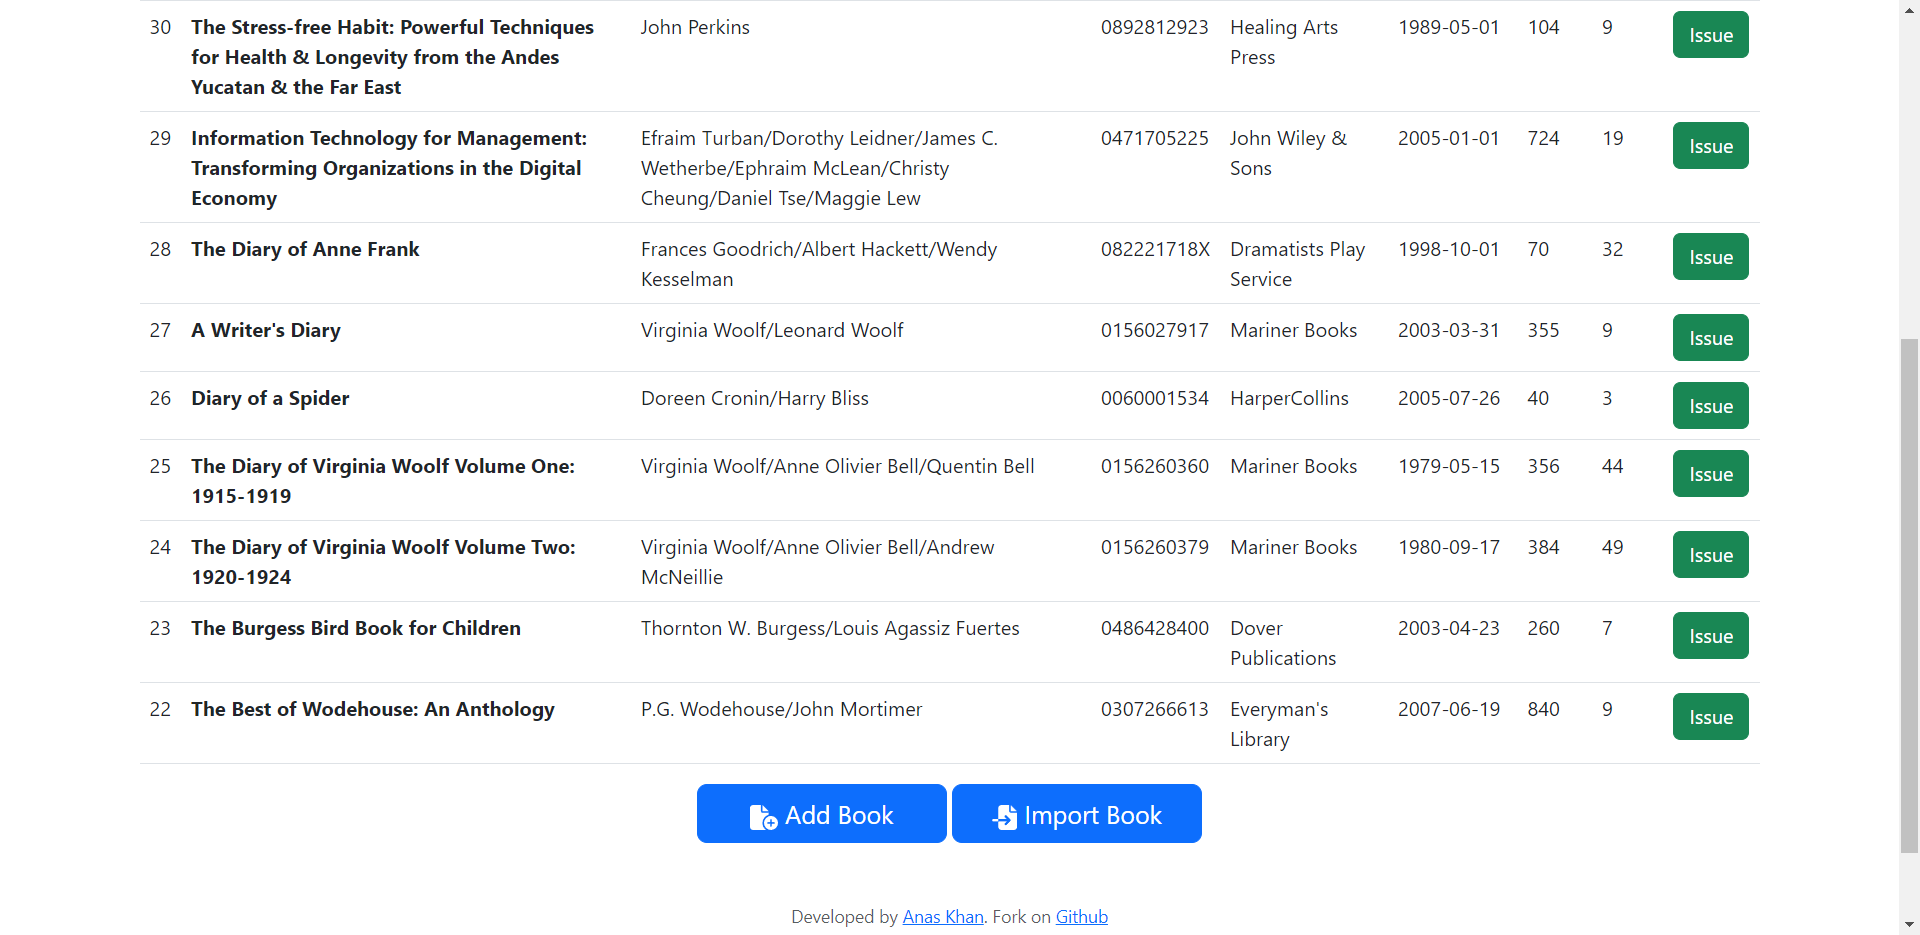 30 The Stress-free Habit: Powerful Techniques John Perkins 0892812923 Healing Arts 1989-05-01 104 9 Issue
for Health & Longevity from the Andes Press
Yucatan & the Far East
29 Information Technology for Management: Efraim Turban/Dorothy Leidner/James C. 0471705225 John Wiley & 2005-01-01 724 19 Issue
Transforming Organizations in the Digital Wetherbe/Ephraim McLean/Christy Sons
Economy Cheung/Daniel Tse/Maggie Lew
28 The Diary of Anne Frank Frances Goodrich/Albert Hackett/Wendy 082221718X Dramatists Play 1998-10-01 70 32 Issue
Kesselman Service
27 A Writer's Diary Virginia Woolf/Leonard Woolf 0156027917 Mariner Books 2003-03-31 355 9 Issue
26 Diary of a Spider Doreen Cronin/Harry Bliss 0060001534 HarperCollins 2005-07-26 40 3 Issue
25 The Diary of Virginia Woolf Volume One: Virginia Woolf/Anne Olivier Bell/Quentin Bell 0156260360 Mariner Books 1979-05-15 356 44 Issue
1915-1919
24 The Diary of Virginia Woolf Volume Two: Virginia Woolf/Anne Olivier Bell/Andrew 0156260379 Mariner Books 1980-09-17 384 49 Issue
1920-1924 McNeillie
23 The Burgess Bird Book for Children Thornton W. Burgess/Louis Agassiz Fuertes 0486428400 Dover 2003-04-23 260 7 Issue
Publications
22 The Best of Wodehouse: An Anthology P.G. Wodehouse/John Mortimer 0307266613 Everyman's 2007-06-19 840 9 Issue
Library
Add Book Import Book
Developed by Anas Khan. Fork on Github